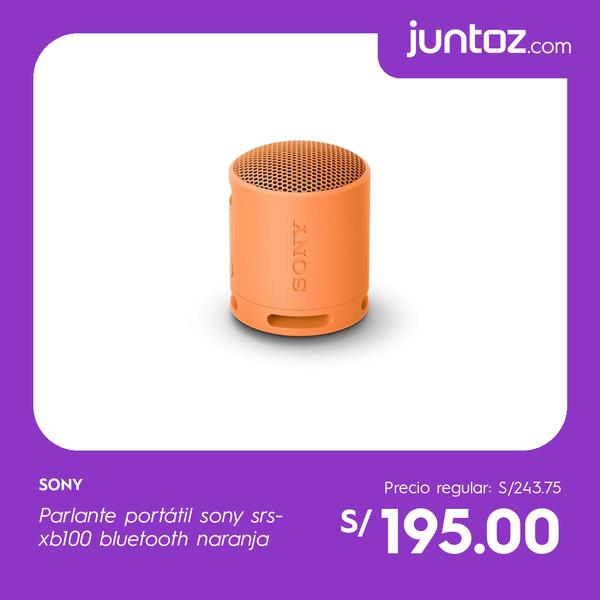 juntoz.com
SONY
SONY
Parlante portátil sony srs-
xb100 bluetooth naranja
Precio regular: S/243.75
S/195.00